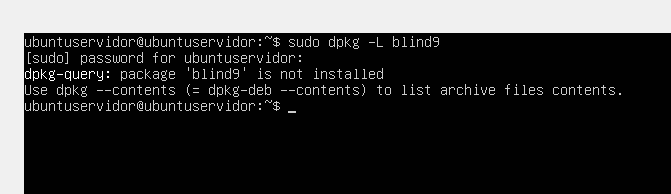 ubuntuservidor@ubuntuservidor:~$ sudo dpkg -L blind9
[sudo] password for ubuntuservidor:
dpkg-query: package 'blind9' is not installed
Use dpkg --contents (= dpkg-deb --contents) to list archive files contents.
ubuntuservidor@ubuntuservidor:~$ _